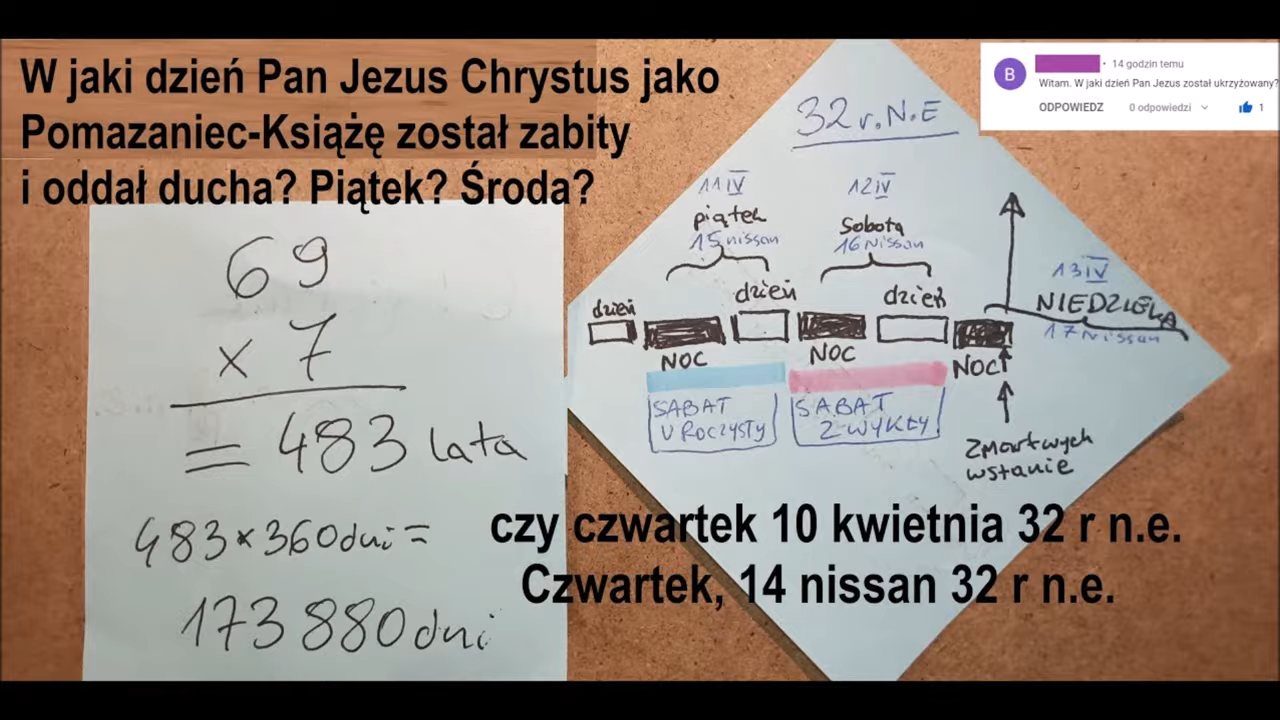 W jaki dzień Pan Jezus Chrystus jako
Pomazaniec-Książę został zabity
i oddał ducha? Piątek? Środa?
B
• 14 godzin temu
Witam. W jaki dzień Pan Jezus został ukrzyżowany?
ODPOWIEDZ 0 odpowiedzi 1
69
x 7
= 483 lata
483x360dni=
173 880 dni
32 r.N.E
11 IV
piątek
15 nissan
12 IV
Sobota
16 Nissan
13 IV
NIEDZIELA
17 Nissan
dzień
dzień
dzień
NOC
NOC
NOC
SABAT
UROCZYSTY
SABAT
ZWYKŁY
Zmartwych
wstanie
czy czwartek 10 kwietnia 32 r n.e.
Czwartek, 14 nissan 32 r n.e.